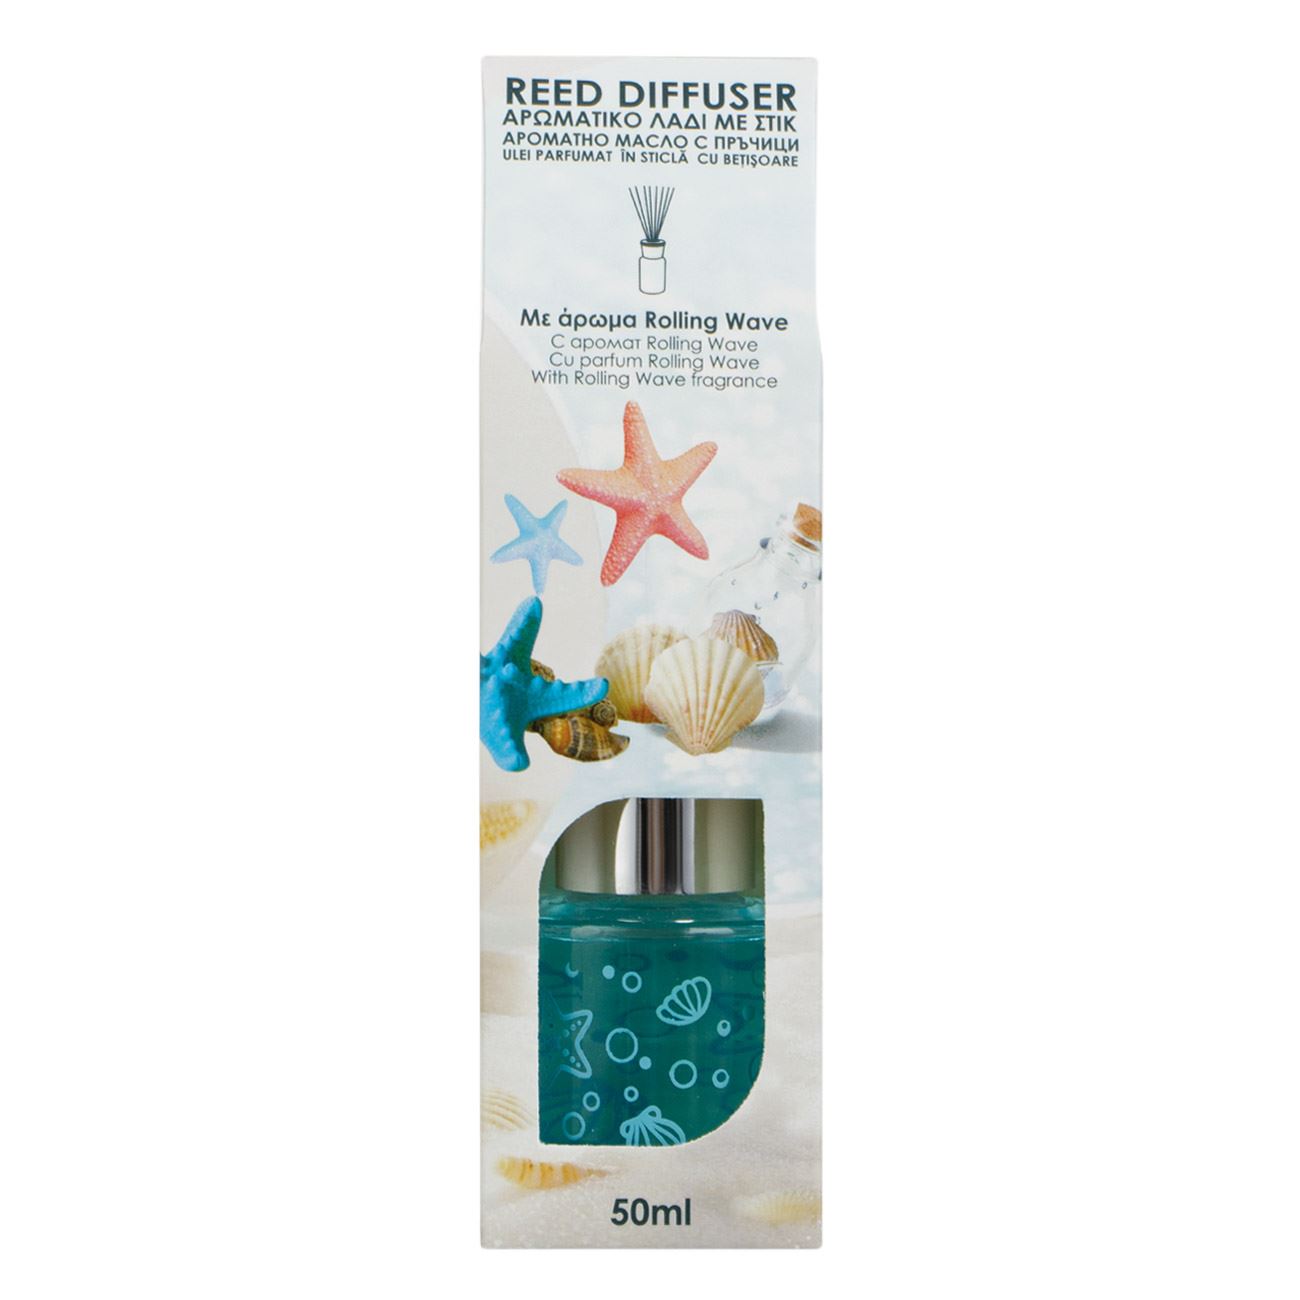 REED DIFFUSER
ΑΡΩΜΑΤΙΚΟ ΛΑΔΙ ΜΕ ΣΤΙΚ
АРОМАТНО МАСЛО С ПРЪЧИЦИ
ULEI PARFUMAT ÎN STICLĂ CU BEȚIŞOARE
Με άρωμα Rolling Wave
С аромат Rolling Wave
Cu parfum Rolling Wave
With Rolling Wave fragrance
50ml